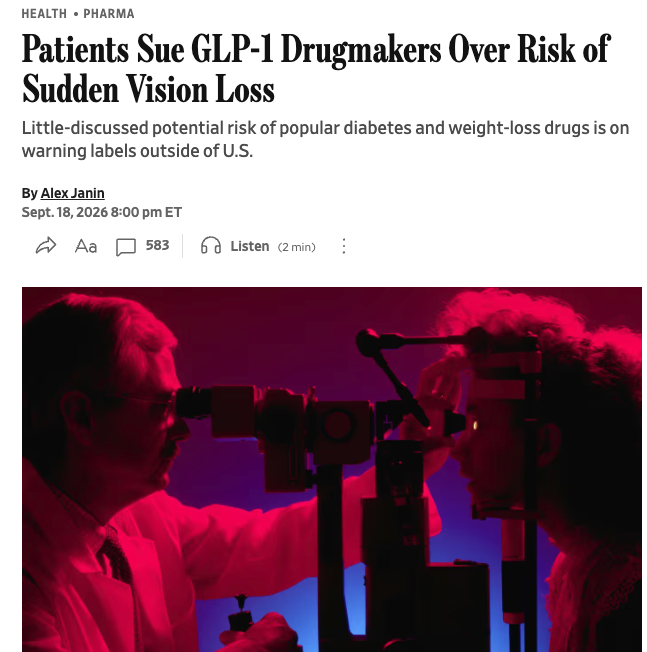 HEALTH • PHARMA
Patients Sue GLP-1 Drugmakers Over Risk of
Sudden Vision Loss
Little-discussed potential risk of popular diabetes and weight-loss drugs is on
warning labels outside of U.S.
By Alex Janin
Sept. 18, 2026 8:00 pm ET
Aa 583 Listen (2 min)